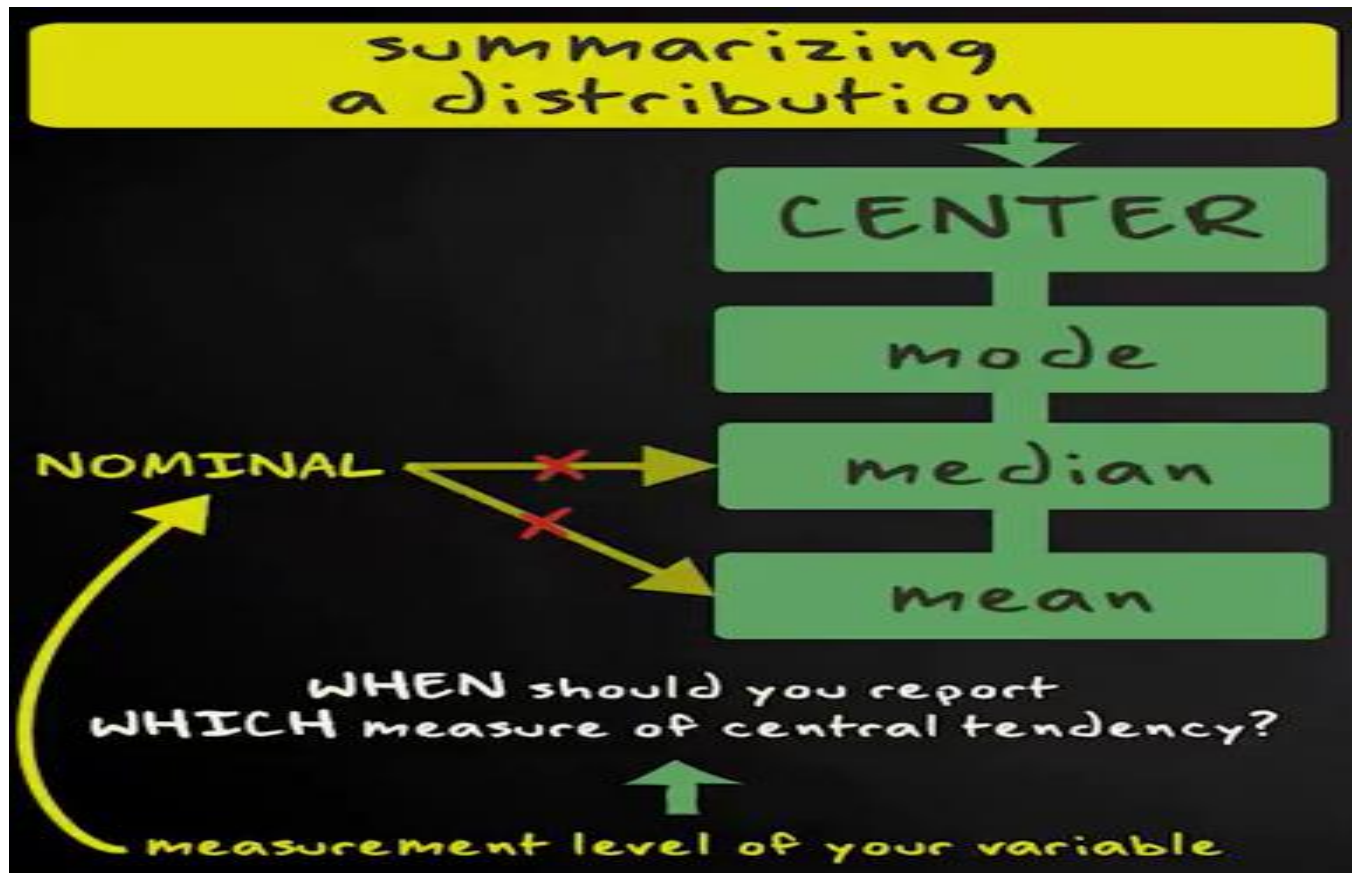 summarizing
a distribution
CENTER
mode
median
mean
NOMINAL
WHEN should you report
WHICH measure of central tendency?
measurement level of your variable